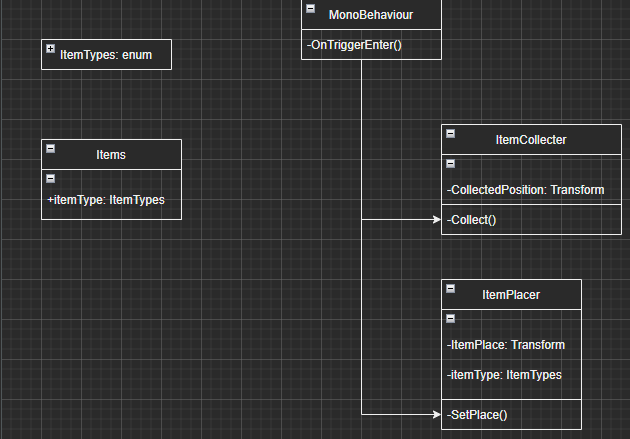 MonoBehaviour
-OnTriggerEnter()
ItemTypes: enum
Items
+itemType: ItemTypes
ItemCollecter
-CollectedPosition: Transform
-Collect()
ItemPlacer
-ItemPlace: Transform
-itemType: ItemTypes
-SetPlace()